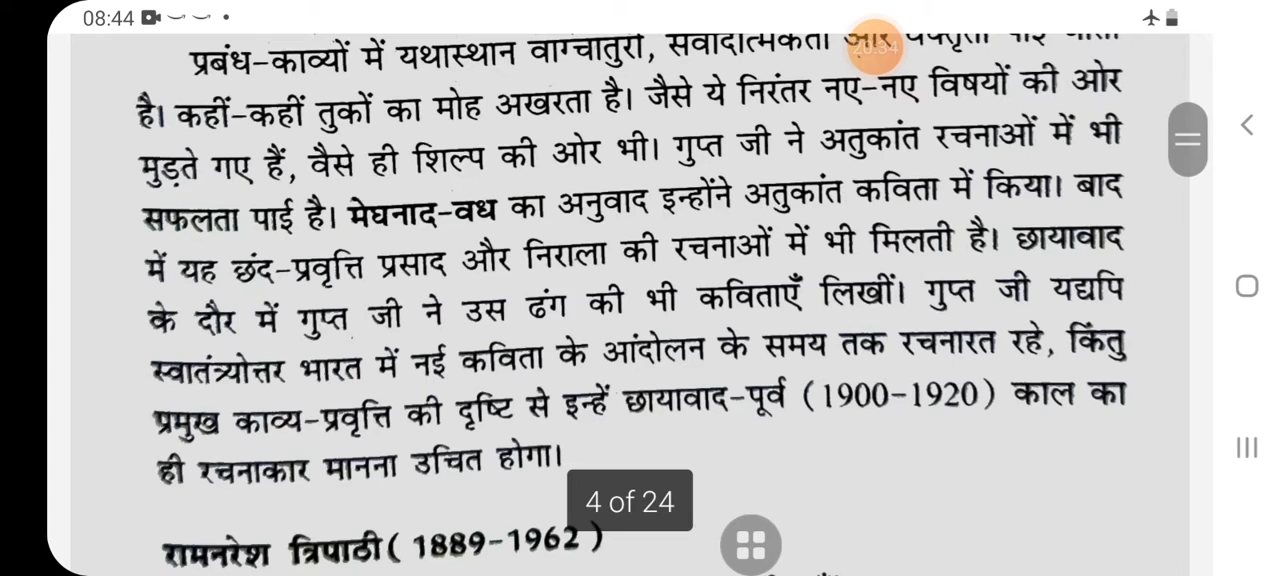 08:44
20:34
प्रबंध-काव्यों में यथास्थान वाग्चातुरी, संवादात्मकता और
है। कहीं-कहीं तुकों का मोह अखरता है। जैसे ये निरंतर नए-नए विषयों की ओर
मुड़ते गए हैं, वैसे ही शिल्प की ओर भी। गुप्त जी ने अतुकांत रचनाओं में भी
सफलता पाई है। मेघनाद-वध का अनुवाद इन्होंने अतुकांत कविता में किया। बाद
में यह छंद-प्रवृत्ति प्रसाद और निराला की रचनाओं में भी मिलती है। छायावाद
के दौर में गुप्त जी ने उस ढंग की भी कविताएँ लिखीं। गुप्त जी यद्यपि
स्वातंत्र्योत्तर भारत में नई कविता के आंदोलन के समय तक रचनारत रहे, किंतु
प्रमुख काव्य-प्रवृत्ति की दृष्टि से इन्हें छायावाद-पूर्व (1900-1920) काल का
ही रचनाकार मानना उचित होगा।
4 of 24
रामनरेश त्रिपाठी ( 1889-1962 )